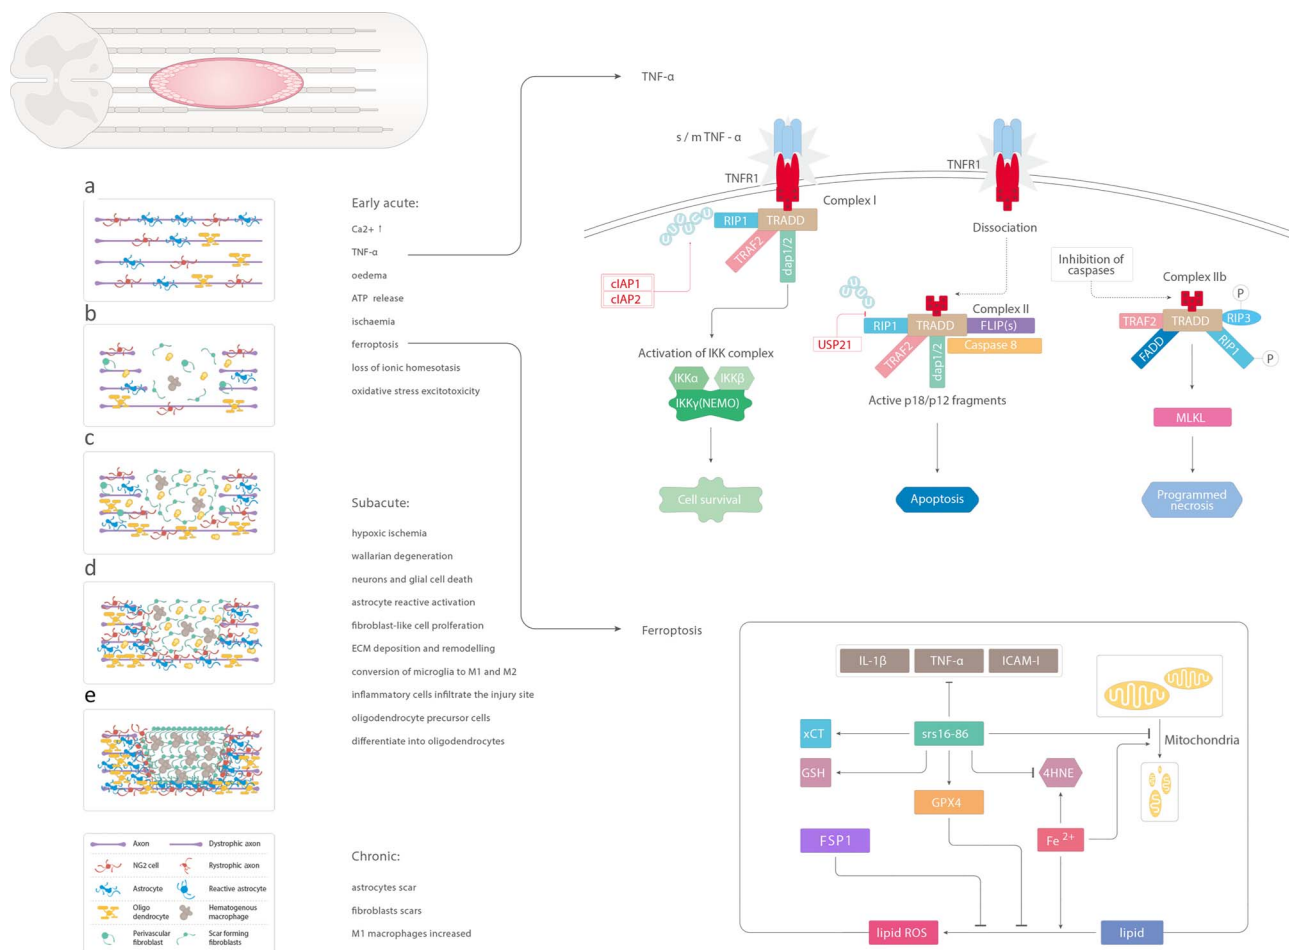 TNF-α
s / m TNF - α
TNFR1
TNFR1
a
Early acute:
Ca2+ ↑
TNF-α
oedema
ATP release
ischaemia
ferroptosis
loss of ionic homesotasis
oxidative stress excitotoxicity
b
c
d
e
Complex I
U U U U C U
RIP1
TRADD
TRAF2
dap1/2
cIAP1
cIAP2
Activation of IKK complex
IKKα
IKKβ
IKKγ(NEMO)
Cell survival
Dissociation
Complex II
U U U U
USP21
RIP1
TRADD
FLIP(s)
TRAF2
dap1/2
Caspase 8
Active p18/p12 fragments
Apoptosis
Inhibition of
caspases
Complex IIb
P
TRAF2
TRADD
RIP3
FADD
RIP1
P
MLKL
Programmed
necrosis
Subacute:
hypoxic ischemia
wallarian degeneration
neurons and glial cell death
astrocyte reactive activation
fibroblast-like cell prolferation
ECM deposition and remodelling
conversion of microglia to M1 and M2
inflammatory cells infiltrate the injury site
oligodendrocyte precursor cells
differentiate into oligodendrocytes
Chronic:
astrocytes scar
fibroblasts scars
M1 macrophages increased
Ferroptosis
IL-1β
TNF-α
ICAM-I
xCT
srs16-86
Mitochondria
GSH
4HNE
GPX4
FSP1
Fe 2+
lipid ROS
lipid
Axon
Dystrophic axon
NG2 cell
Rystrophic axon
Astrocyte
Reactive astrocyte
Oligo
dendrocyte
Hematogenous
macrophage
Perivascular
fibroblast
Scar forming
fibroblasts